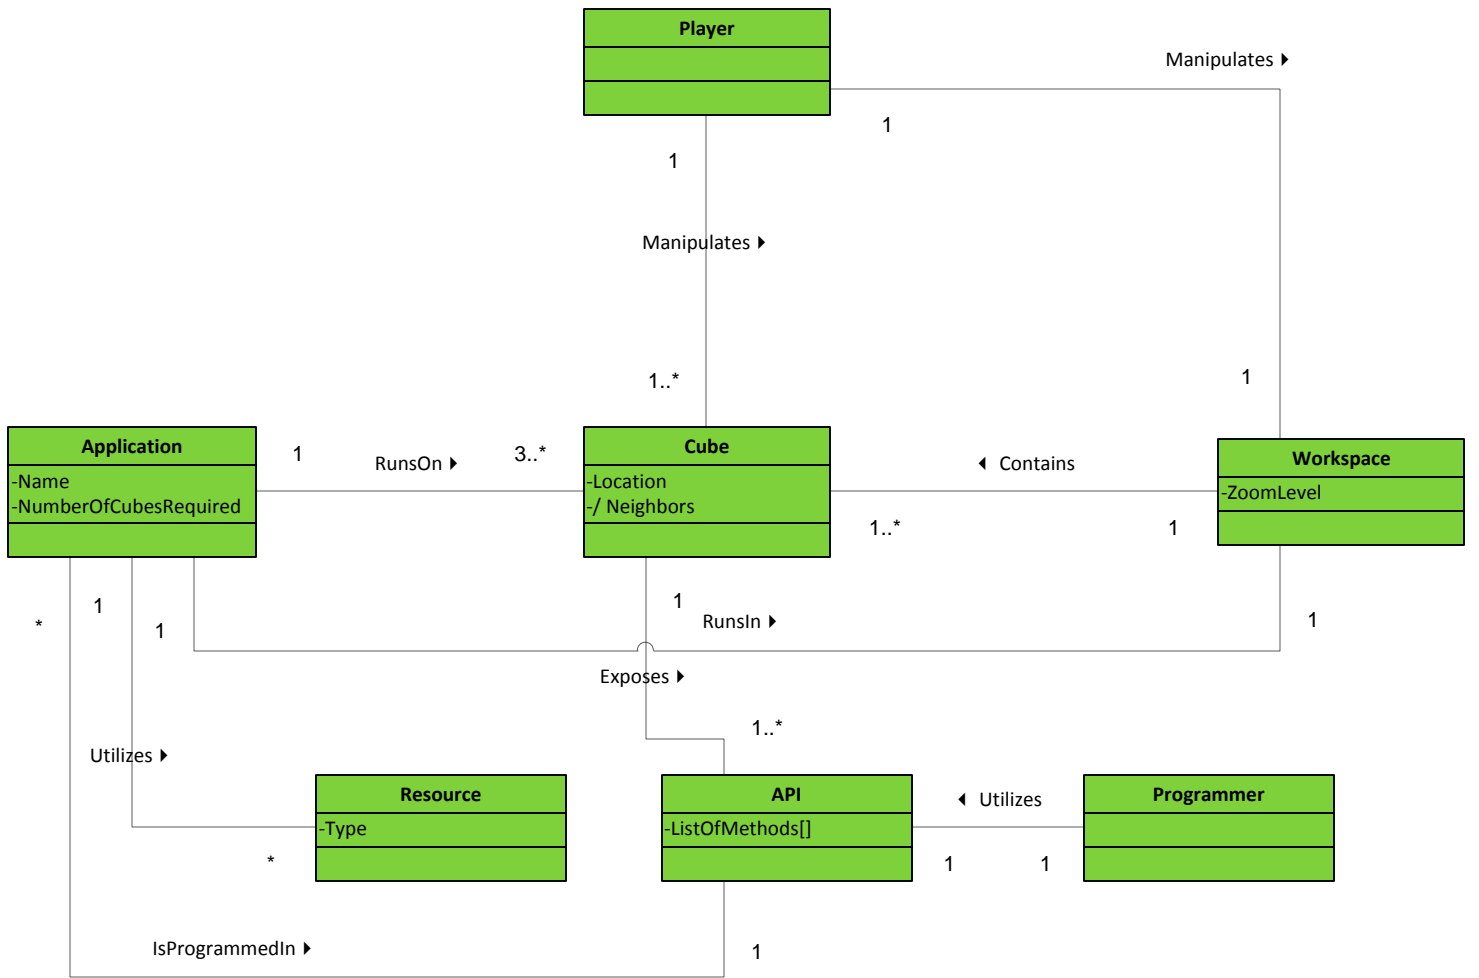 Player
Manipulates
1
1
Manipulates
1..*
1
Application
-Name
-NumberOfCubesRequired
1
RunsOn
3..*
Cube
-Location
-/ Neighbors
Contains
1..*
1
Workspace
-ZoomLevel
*
1
1
1
RunsIn
1
Exposes
1..*
Utilizes
Resource
-Type
*
API
-ListOfMethods[]
Utilizes
1
1
Programmer
IsProgrammedIn
1